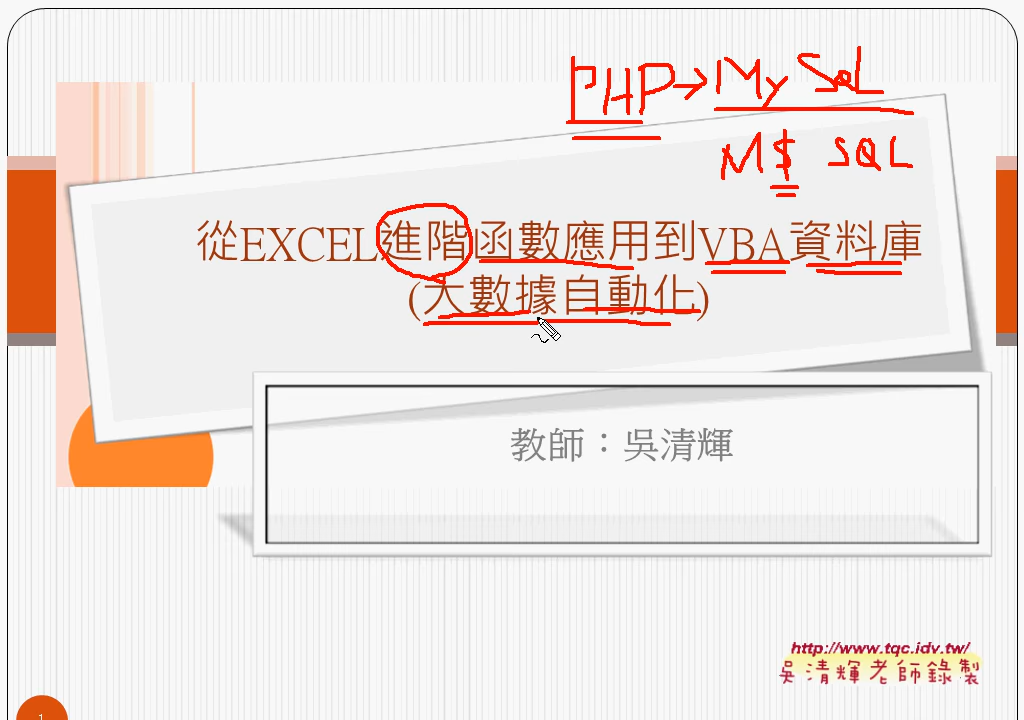 PHP→MySQL
M$ SQL
從EXCEL進階函數應用到VBA資料庫
(大數據自動化)
教師：吳清輝
http://www.tqc.idv.tw/
吳清輝老師錄製
1